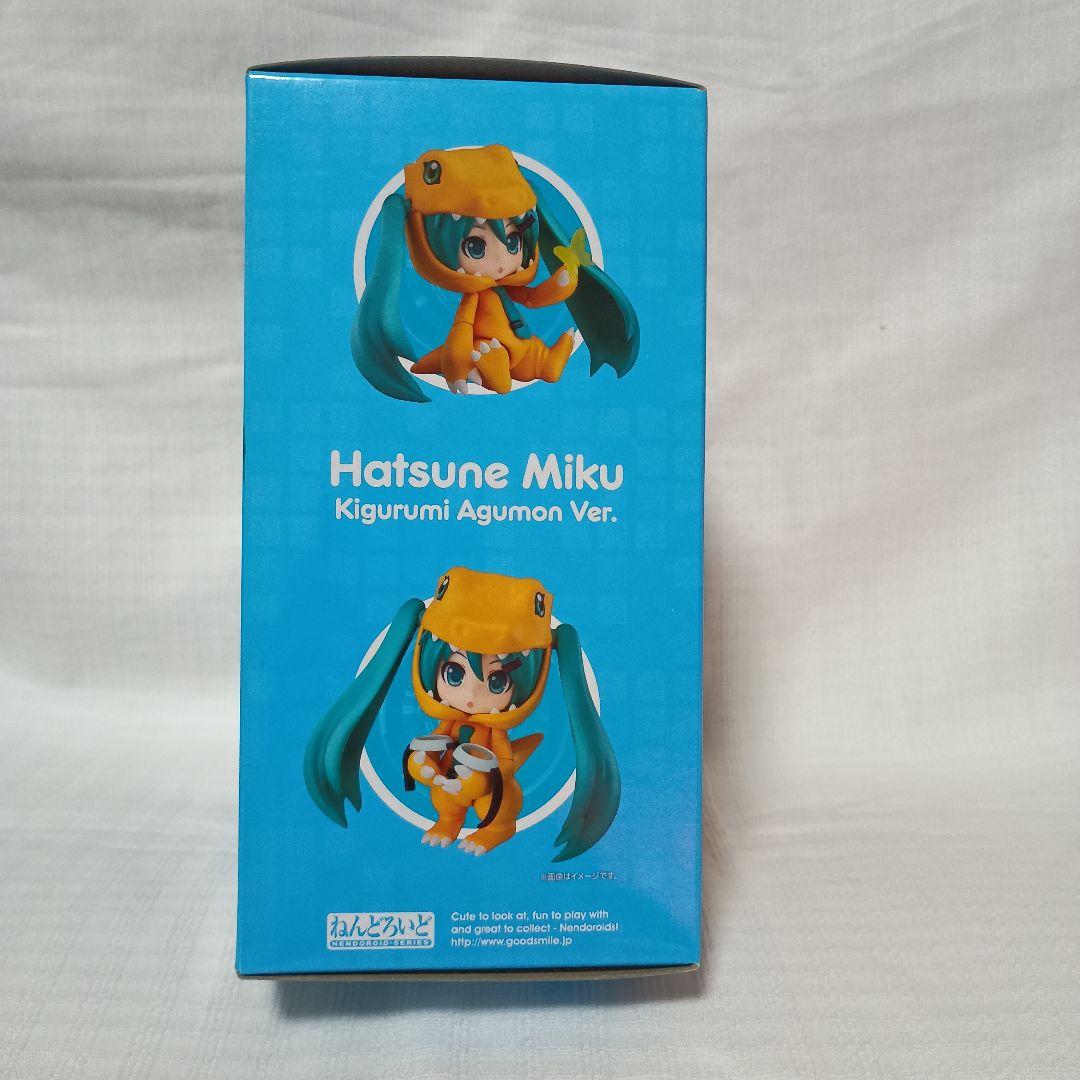 Hatsune Miku
Kigurumi Agumon Ver.
※画像はイメージです。
ねんどろいど
NENDOROID-SERIES
Cute to look at, fun to play with
and great to collect - Nendoroids!
http://www.goodsmile.jp